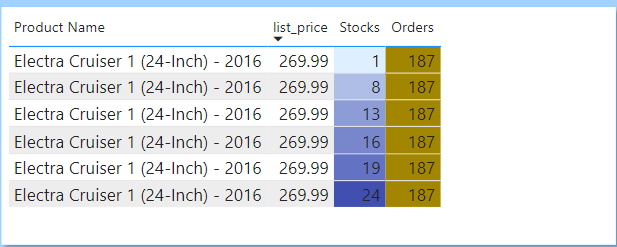 Product Name list_price Stocks Orders
Electra Cruiser 1 (24-Inch) - 2016 269.99 1 187
Electra Cruiser 1 (24-Inch) - 2016 269.99 8 187
Electra Cruiser 1 (24-Inch) - 2016 269.99 13 187
Electra Cruiser 1 (24-Inch) - 2016 269.99 16 187
Electra Cruiser 1 (24-Inch) - 2016 269.99 19 187
Electra Cruiser 1 (24-Inch) - 2016 269.99 24 187